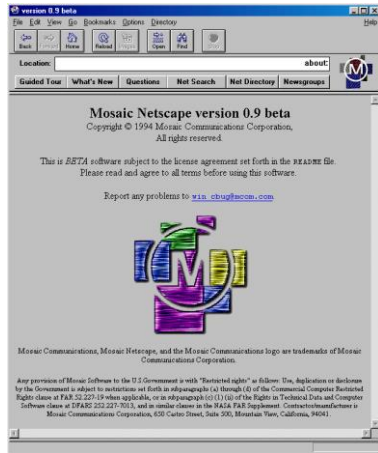 version 0.9 beta
File Edit View Go Bookmarks Options Directory Help
Back Forward Home Reload Images Open Find Stop
Location: about:
Guided Tour What's New Questions Net Search Net Directory Newsgroups
Mosaic Netscape version 0.9 beta
Copyright © 1994 Mosaic Communications Corporation,
All rights reserved.
This is BETA software subject to the license agreement set forth in the README file.
Please read and agree to all terms before using this software.
Report any problems to win_cbug@mcom.com.
M
Mosaic Communications, Mosaic Netscape, and the Mosaic Communications logo are trademarks of Mosaic
Communications Corporation.
Any provision of Mosaic Software to the U.S.Government is with "Restricted rights" as follows: Use, duplication or disclosure
by the Government is subject to restrictions set forth in subparagraphs (a) through (d) of the Commercial Computer Restricted
Rights clause at FAR 52.227-19 when applicable, or in subparagraph (c) (1) (ii) of the Rights in Technical Data and Computer
Software clause at DFARS 252.227-7013, and in similar clauses in the NASA FAR Supplement. Contractor/manufacturer is
Mosaic Communications Corporation, 650 Castro Street, Suite 500, Mountain View, California, 94041.